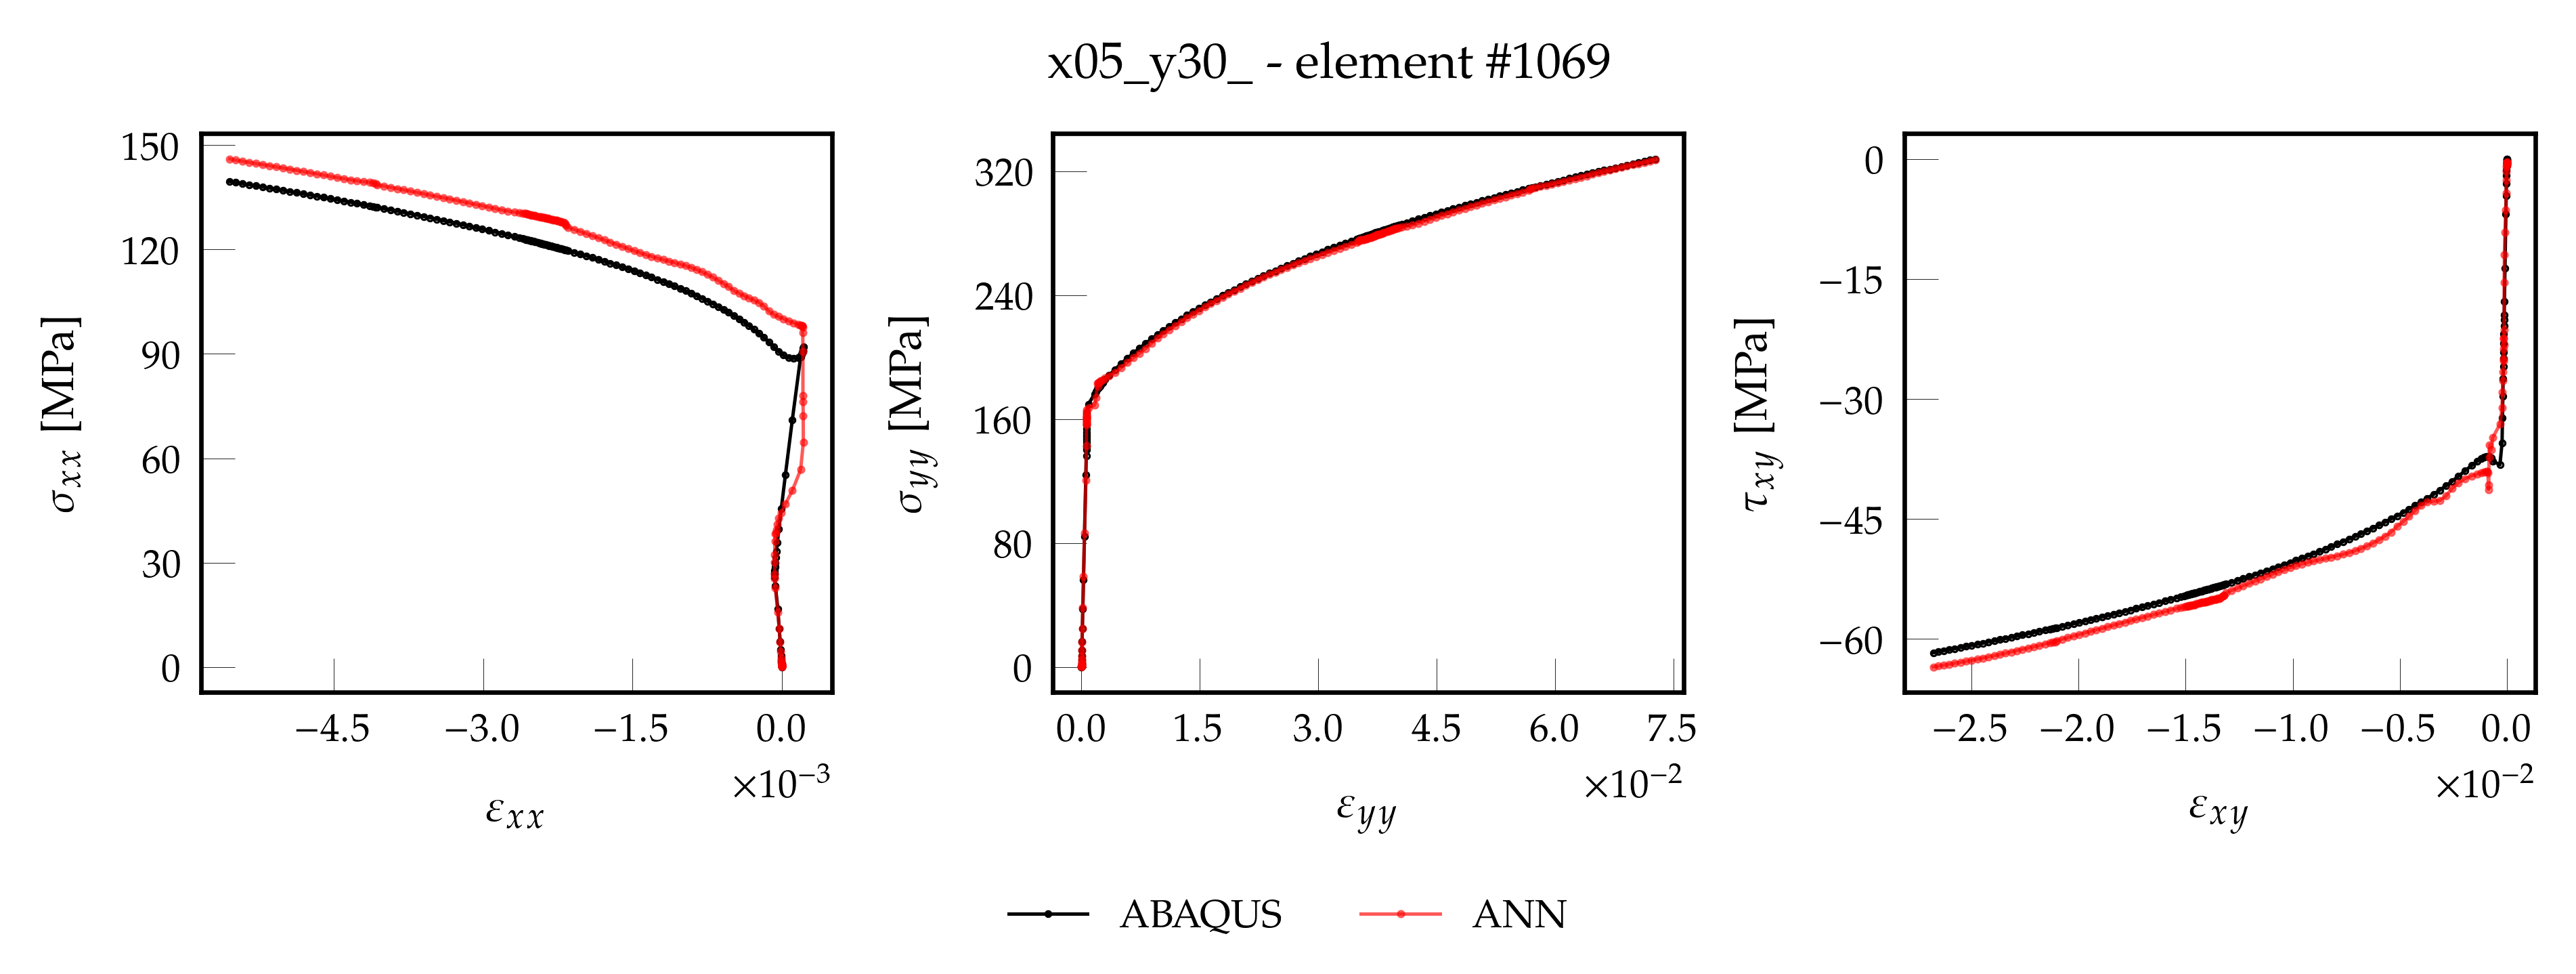 x05_y30_ - element #1069
150
120
90
60
30
0
σxx [MPa]
−4.5 −3.0 −1.5 0.0
×10−3
εxx
320
240
160
80
0
σyy [MPa]
0.0 1.5 3.0 4.5 6.0 7.5
×10−2
εyy
0
−15
−30
−45
−60
τxy [MPa]
−2.5 −2.0 −1.5 −1.0 −0.5 0.0
×10−2
εxy
ABAQUS ANN